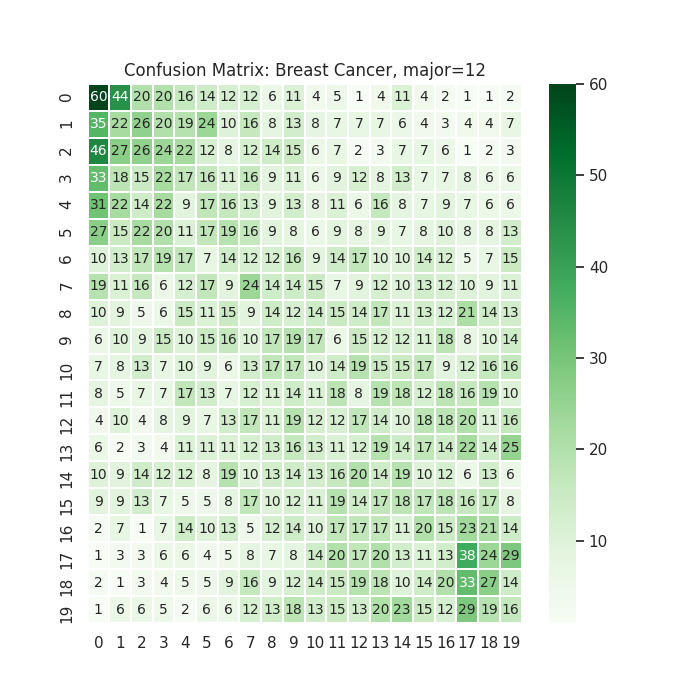 Confusion Matrix: Breast Cancer, major=12
0 60 44 20 20 16 14 12 12 6 11 4 5 1 4 11 4 2 1 1 2
1 35 22 26 20 19 24 10 16 8 13 8 7 7 7 6 4 3 4 4 7
2 46 27 26 24 22 12 8 12 14 15 6 7 2 3 7 7 6 1 2 3
3 33 18 15 22 17 16 11 16 9 11 6 9 12 8 13 7 7 8 6 6
4 31 22 14 22 9 17 16 13 9 13 8 11 6 16 8 7 9 7 6 6
5 27 15 22 20 11 17 19 16 9 8 6 9 8 9 7 8 10 8 8 13
6 10 13 17 19 17 7 14 12 12 16 9 14 17 10 10 14 12 5 7 15
7 19 11 16 6 12 17 9 24 14 14 15 7 9 12 10 13 12 10 9 11
8 10 9 5 6 15 11 15 9 14 12 14 15 14 17 11 13 12 21 14 13
9 6 10 9 15 10 15 16 10 17 19 17 6 15 12 12 11 18 8 10 14
10 7 8 13 7 10 9 6 13 17 17 10 14 19 15 15 17 9 12 16 16
11 8 5 7 7 17 13 7 12 11 14 11 18 8 19 18 12 18 16 19 10
12 4 10 4 8 9 7 13 17 11 19 12 12 17 14 10 18 18 20 11 16
13 6 2 3 4 11 11 11 12 13 16 13 11 12 19 14 17 14 22 14 25
14 10 9 14 12 12 8 19 10 13 14 13 16 20 14 19 10 12 6 13 6
15 9 9 13 7 5 5 8 17 10 12 11 19 14 17 18 17 18 16 17 8
16 2 7 1 7 14 10 13 5 12 14 10 17 17 17 11 20 15 23 21 14
17 1 3 3 6 6 4 5 8 7 8 14 20 17 20 13 11 13 38 24 29
18 2 1 3 4 5 5 9 16 9 12 14 15 19 18 10 14 20 33 27 14
19 1 6 6 5 2 6 6 12 13 18 13 15 13 20 23 15 12 29 19 16
0 1 2 3 4 5 6 7 8 9 10 11 12 13 14 15 16 17 18 19
60
50
40
30
20
10